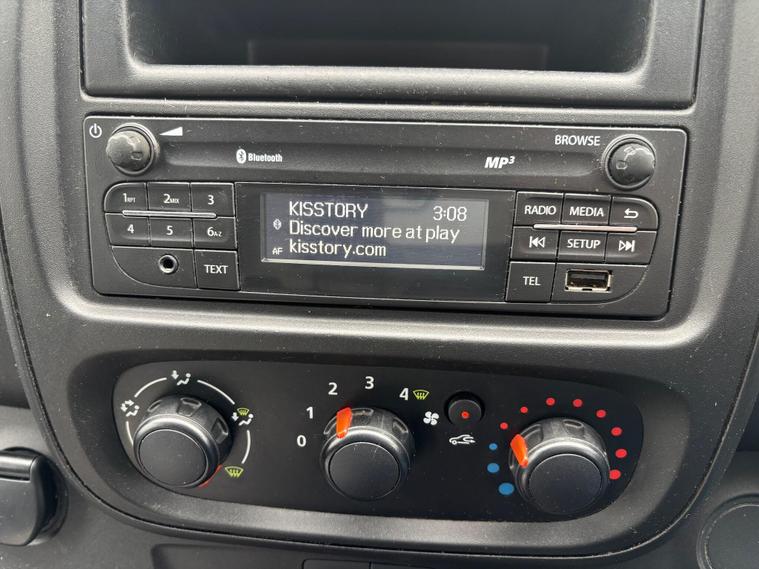 BROWSE
Bluetooth
MP3
1RPT 2MIX 3
4 5 6A-Z
TEXT
KISSTORY 3:08
Discover more at play
AF kisstory.com
RADIO MEDIA
SETUP
TEL
0 1 2 3 4